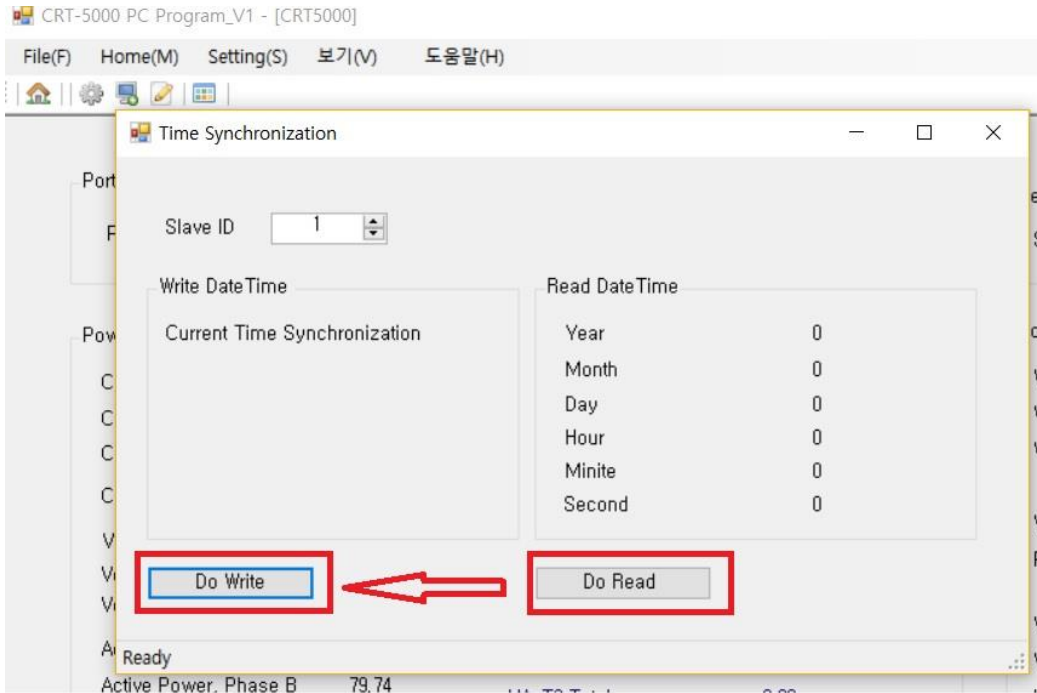 CRT-5000 PC Program_V1 - [CRT5000]
File(F) Home(M) Setting(S) 보기(V) 도움말(H)
Time Synchronization
Port
Slave ID 1
Write DateTime
Current Time Synchronization
Read DateTime
Year 0
Month 0
Day 0
Hour 0
Minite 0
Second 0
Pow
C
C
C
C
V
Do Write Do Read
Ready
Active Power, Phase B 79,74